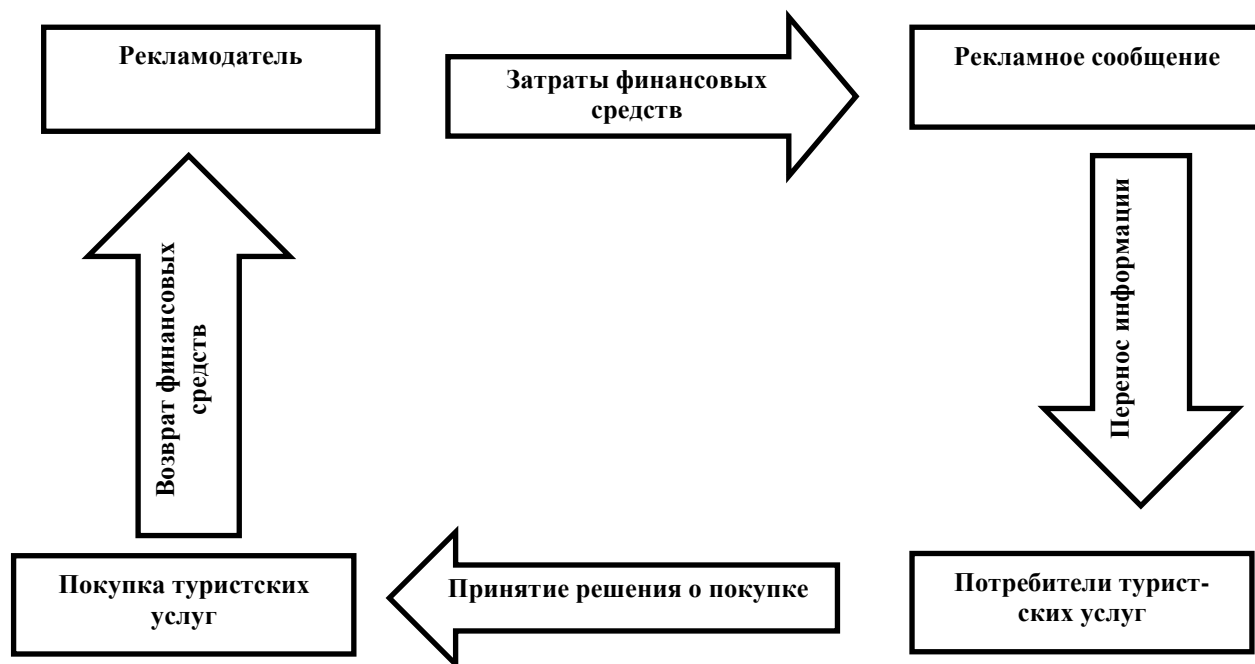 Рекламодатель
Затраты финансовых
средств
Рекламное сообщение
Возврат финансовых
средств
Перенос информации
Покупка туристских
услуг
Принятие решения о покупке
Потребители турист-
ских услуг